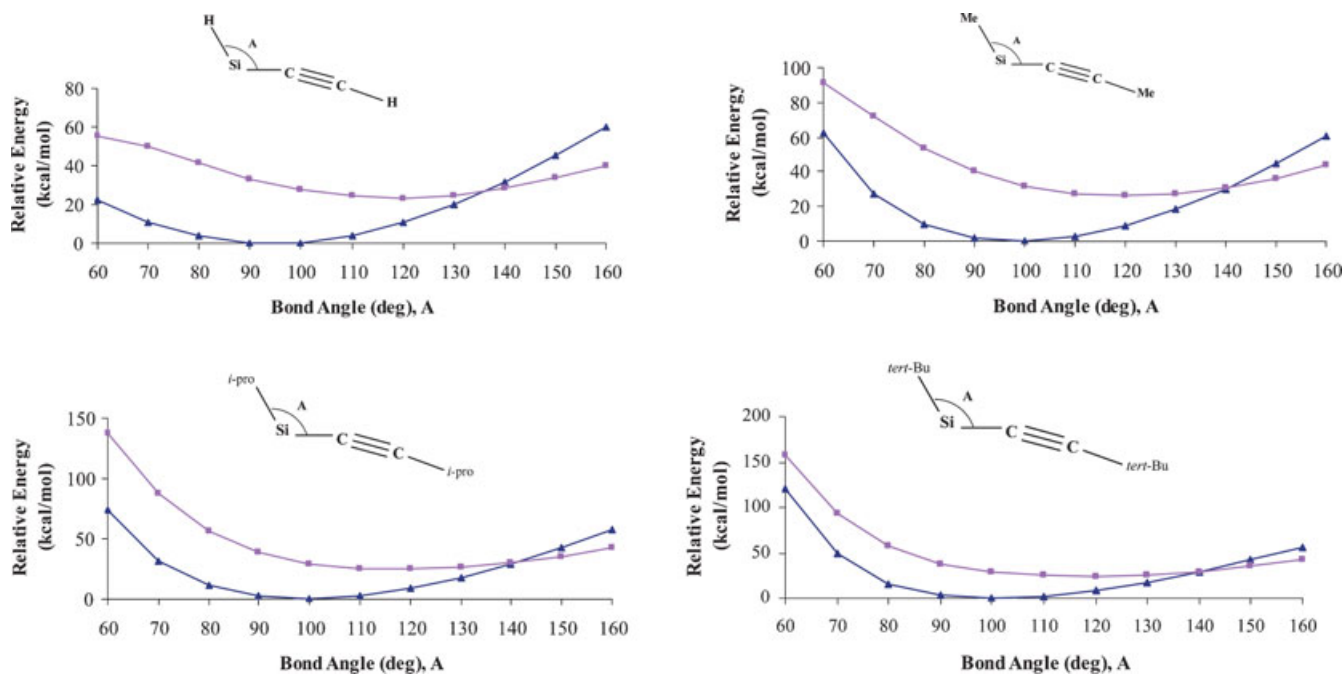 H
A
Si
C
C
H
80
60
40
20
0
Relative Energy
(kcal/mol)
60 70 80 90 100 110 120 130 140 150 160
Bond Angle (deg), A
Me
A
Si
C
C
Me
100
80
60
40
20
0
Relative Energy
(kcal/mol)
60 70 80 90 100 110 120 130 140 150 160
Bond Angle (deg), A
i-pro
A
Si
C
C
i-pro
150
100
50
0
Relative Energy
(kcal/mol)
60 70 80 90 100 110 120 130 140 150 160
Bond Angle (deg), A
tert-Bu
A
Si
C
C
tert-Bu
200
150
100
50
0
Relative Energy
(kcal/mol)
60 70 80 90 100 110 120 130 140 150 160
Bond Angle (deg), A